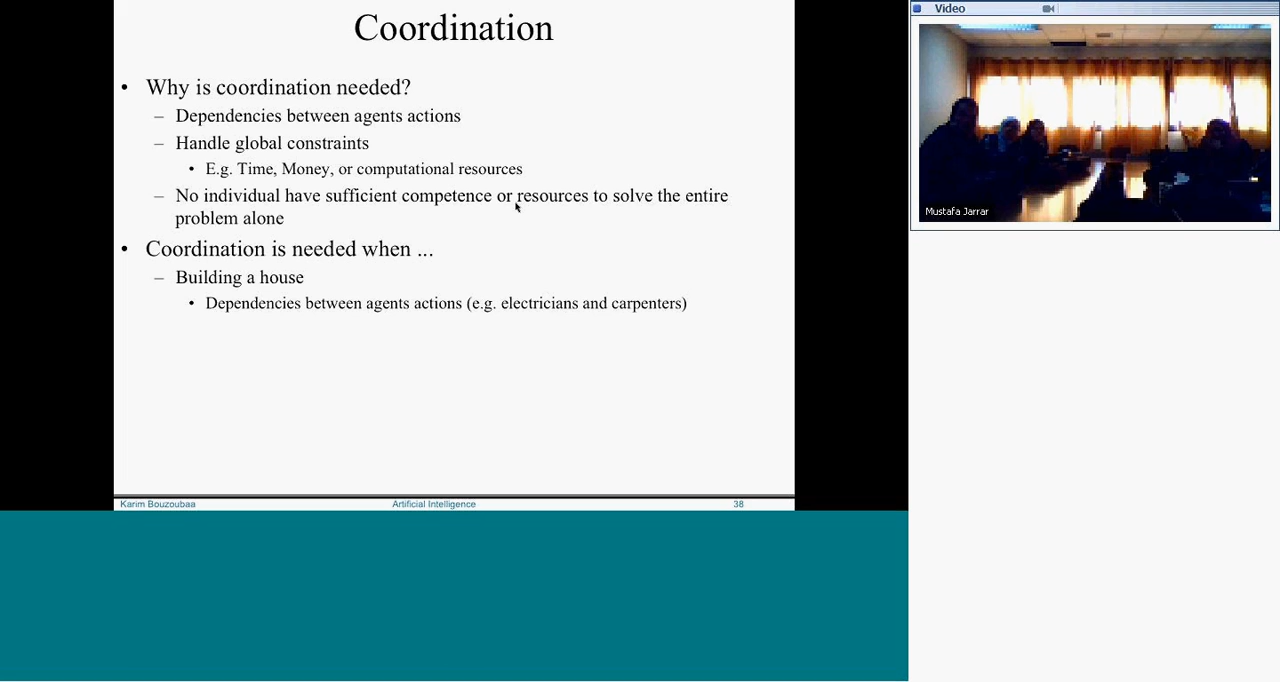 Coordination
• Why is coordination needed?
– Dependencies between agents actions
– Handle global constraints
• E.g. Time, Money, or computational resources
– No individual have sufficient competence or resources to solve the entire
problem alone
• Coordination is needed when ...
– Building a house
• Dependencies between agents actions (e.g. electricians and carpenters)
Karim Bouzoubaa Artificial Intelligence 38
Video
Mustafa Jarrar